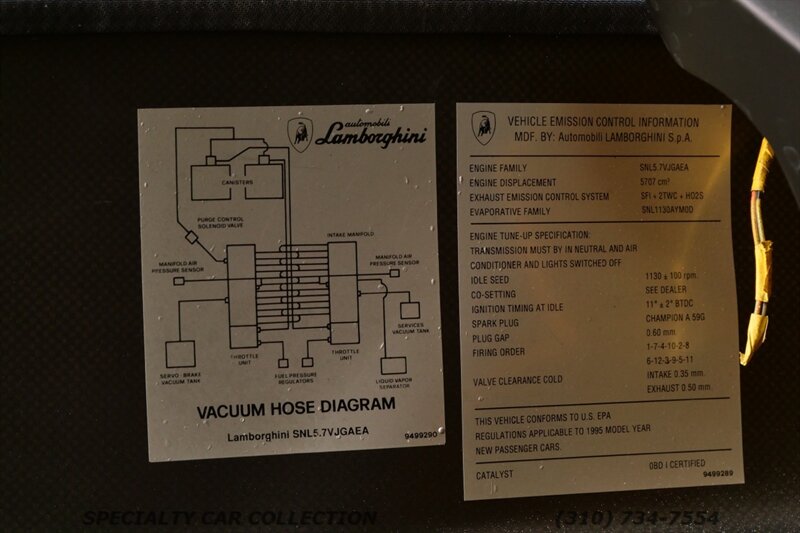 automobili
Lamborghini
CANISTERS
PURGE CONTROL
SOLENOID VALVE
INTAKE MANIFOLD
MANIFOLD AIR
PRESSURE SENSOR
MANIFOLD AIR
PRESSURE SENSOR
SERVICES
VACUUM TANK
THROTTLE
UNIT
THROTTLE
UNIT
SERVO - BRAKE
VACUUM TANK
FUEL PRESSURE
REGULATORS
LIQUID VAPOR
SEPARATOR
VACUUM HOSE DIAGRAM
Lamborghini SNL5.7VJGAEA
9499290
VEHICLE EMISSION CONTROL INFORMATION
MDF. BY: Automobili LAMBORGHINI S.p.A.
ENGINE FAMILY SNL5.7VJGAEA
ENGINE DISPLACEMENT 5707 cm³
EXHAUST EMISSION CONTROL SYSTEM SFI + 2TWC + HO2S
EVAPORATIVE FAMILY SNL1130AYM0D
ENGINE TUNE-UP SPECIFICATION:
TRANSMISSION MUST BY IN NEUTRAL AND AIR
CONDITIONER AND LIGHTS SWITCHED OFF
IDLE SEED 1130 ± 100 rpm.
CO-SETTING SEE DEALER
IGNITION TIMING AT IDLE 11° ± 2° BTDC
SPARK PLUG CHAMPION A 59G
PLUG GAP 0.60 mm
FIRING ORDER 1-7-4-10-2-8
6-12-3-9-5-11
VALVE CLEARANCE COLD INTAKE 0.35 mm
EXHAUST 0.50 mm
THIS VEHICLE CONFORMS TO U.S. EPA
REGULATIONS APPLICABLE TO 1995 MODEL YEAR
NEW PASSENGER CARS.
CATALYST OBD I CERTIFIED
9499289
SPECIALTY CAR COLLECTION (310) 734-7554